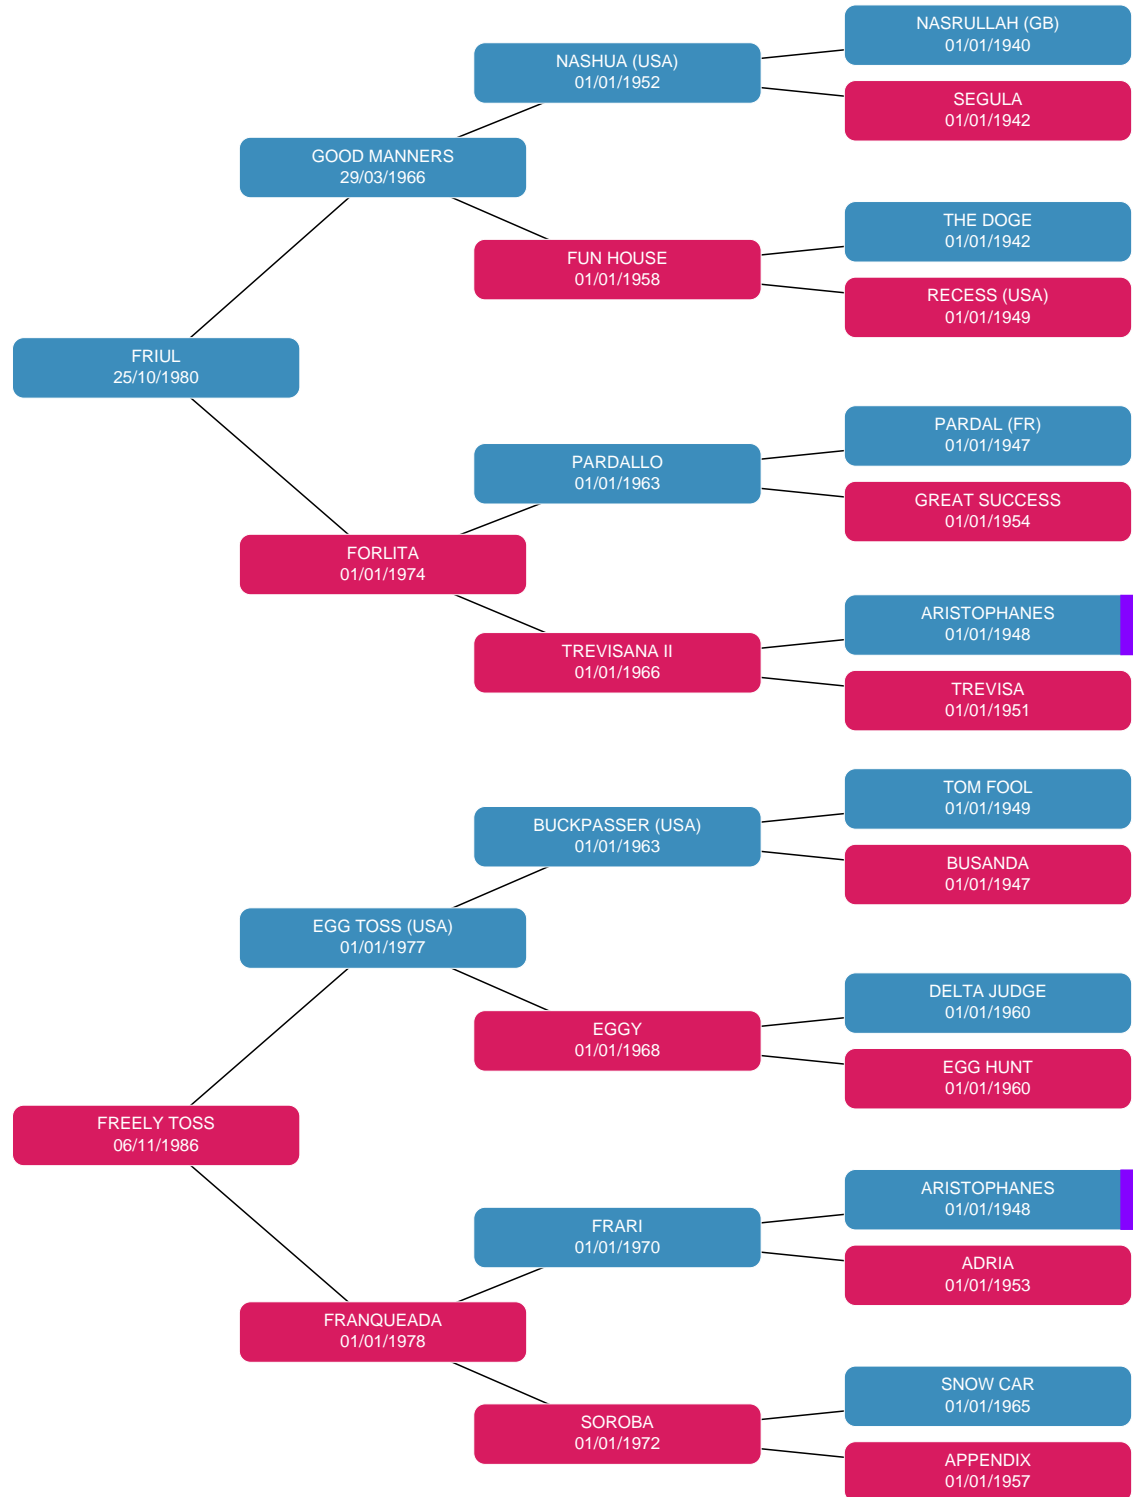 NASRULLAH (GB)
01/01/1940
NASHUA (USA)
01/01/1952
SEGULA
01/01/1942
GOOD MANNERS
29/03/1966
THE DOGE
01/01/1942
FUN HOUSE
01/01/1958
RECESS (USA)
01/01/1949
FRIUL
25/10/1980
PARDAL (FR)
01/01/1947
PARDALLO
01/01/1963
GREAT SUCCESS
01/01/1954
FORLITA
01/01/1974
ARISTOPHANES
01/01/1948
TREVISANA II
01/01/1966
TREVISA
01/01/1951
TOM FOOL
01/01/1949
BUCKPASSER (USA)
01/01/1963
BUSANDA
01/01/1947
EGG TOSS (USA)
01/01/1977
DELTA JUDGE
01/01/1960
EGGY
01/01/1968
EGG HUNT
01/01/1960
FREELY TOSS
06/11/1986
ARISTOPHANES
01/01/1948
FRARI
01/01/1970
ADRIA
01/01/1953
FRANQUEADA
01/01/1978
SNOW CAR
01/01/1965
SOROBA
01/01/1972
APPENDIX
01/01/1957